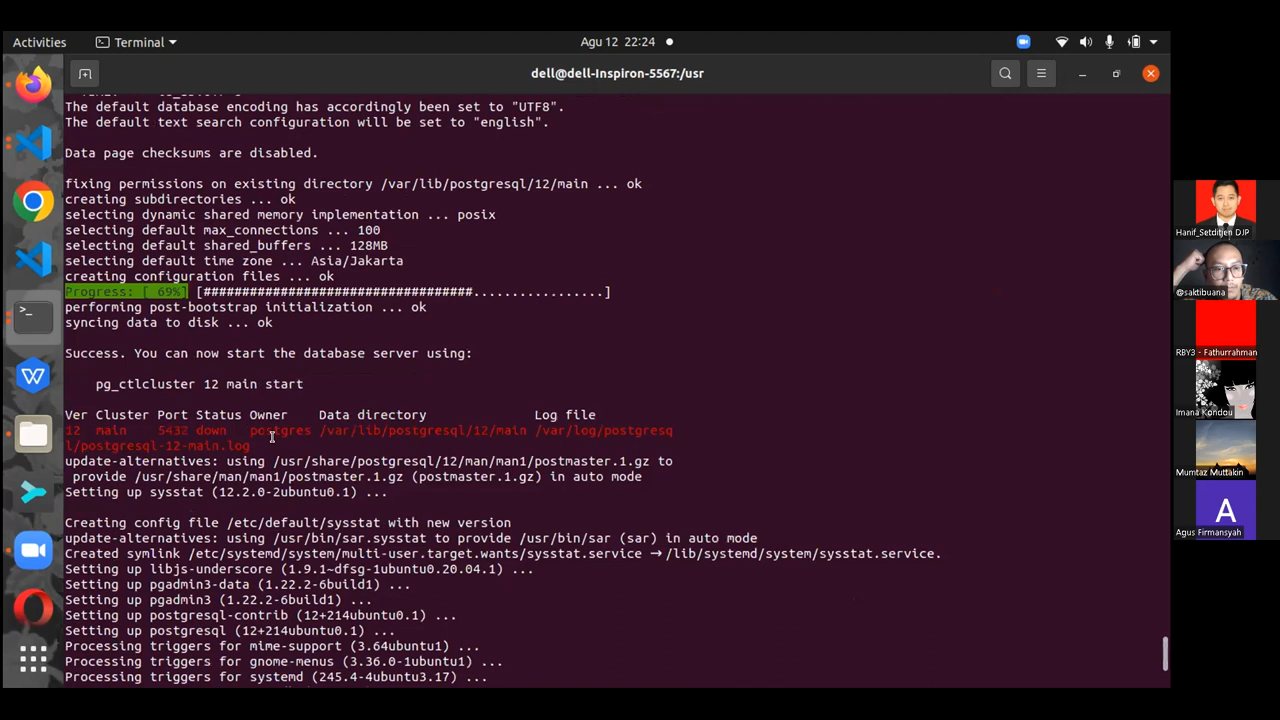 Activities
Terminal
Agu 12 22:24
dell@dell-Inspiron-5567:/usr
The default database encoding has accordingly been set to "UTF8".
The default text search configuration will be set to "english".
Data page checksums are disabled.
fixing permissions on existing directory /var/lib/postgresql/12/main ... ok
creating subdirectories ... ok
selecting dynamic shared memory implementation ... posix
selecting default max_connections ... 100
selecting default shared_buffers ... 128MB
selecting default time zone ... Asia/Jakarta
creating configuration files ... ok
Progress: [ 69%] [###################################.................]
performing post-bootstrap initialization ... ok
syncing data to disk ... ok
Success. You can now start the database server using:
pg_ctlcluster 12 main start
Ver Cluster Port Status Owner Data directory Log file
12 main 5432 down postgres /var/lib/postgresql/12/main /var/log/postgresq
l/postgresql-12-main.log
update-alternatives: using /usr/share/postgresql/12/man/man1/postmaster.1.gz to
provide /usr/share/man/man1/postmaster.1.gz (postmaster.1.gz) in auto mode
Setting up sysstat (12.2.0-2ubuntu0.1) ...
Creating config file /etc/default/sysstat with new version
update-alternatives: using /usr/bin/sar.sysstat to provide /usr/bin/sar (sar) in auto mode
Created symlink /etc/systemd/system/multi-user.target.wants/sysstat.service → /lib/systemd/system/sysstat.service.
Setting up libjs-underscore (1.9.1~dfsg-1ubuntu0.20.04.1) ...
Setting up pgadmin3-data (1.22.2-6build1) ...
Setting up pgadmin3 (1.22.2-6build1) ...
Setting up postgresql-contrib (12+214ubuntu0.1) ...
Setting up postgresql (12+214ubuntu0.1) ...
Processing triggers for mime-support (3.64ubuntu1) ...
Processing triggers for gnome-menus (3.36.0-1ubuntu1) ...
Processing triggers for systemd (245.4-4ubuntu3.17) ...
Hanif_Setditjen DJP
@saktibuana
RBY3 - Fathurrahman
Imana Kondou
Mumtaz Muttakin
A
Agus Firmansyah